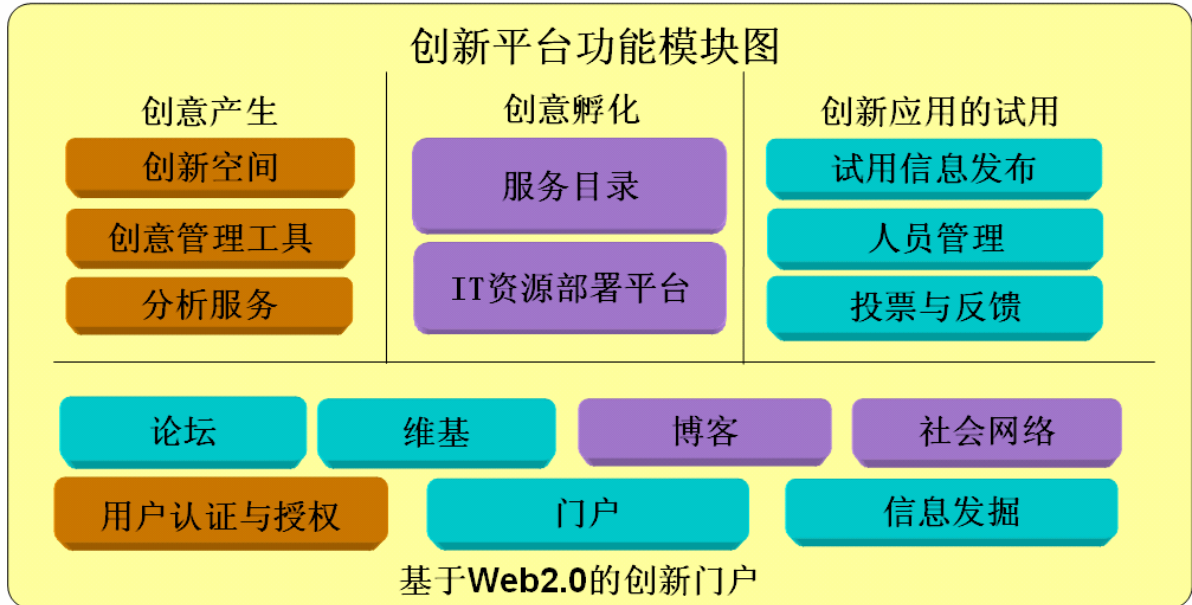 创新平台功能模块图
创意产生
创新空间
创意管理工具
分析服务
创意孵化
服务目录
IT资源部署平台
创新应用的试用
试用信息发布
人员管理
投票与反馈
论坛
维基
博客
社会网络
用户认证与授权
门户
信息发掘
基于Web2.0的创新门户